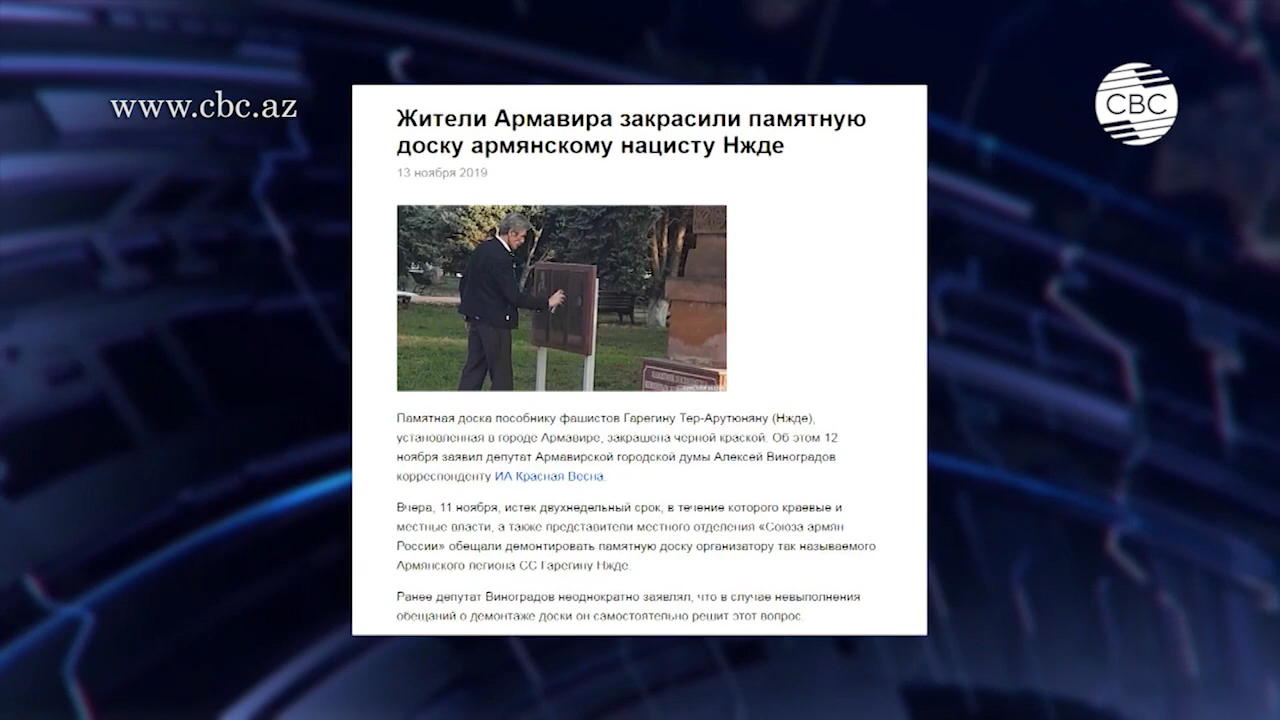 www.cbc.az
CBC
Жители Армавира закрасили памятную
доску армянскому нацисту Нжде
13 ноября 2019
Памятная доска пособнику фашистов Гарегину Тер-Арутюняну (Нжде),
установленная в городе Армавире, закрашена черной краской. Об этом 12
ноября заявил депутат Армавирской городской думы Алексей Виноградов
корреспонденту ИА Красная Весна.
Вчера, 11 ноября, истек двухнедельный срок, в течение которого краевые и
местные власти, а также представители местного отделения «Союза армян
России» обещали демонтировать памятную доску организатору так называемого
Армянского легиона СС Гарегину Нжде.
Ранее депутат Виноградов неоднократно заявлял, что в случае невыполнения
обещаний о демонтаже доски он самостоятельно решит этот вопрос.